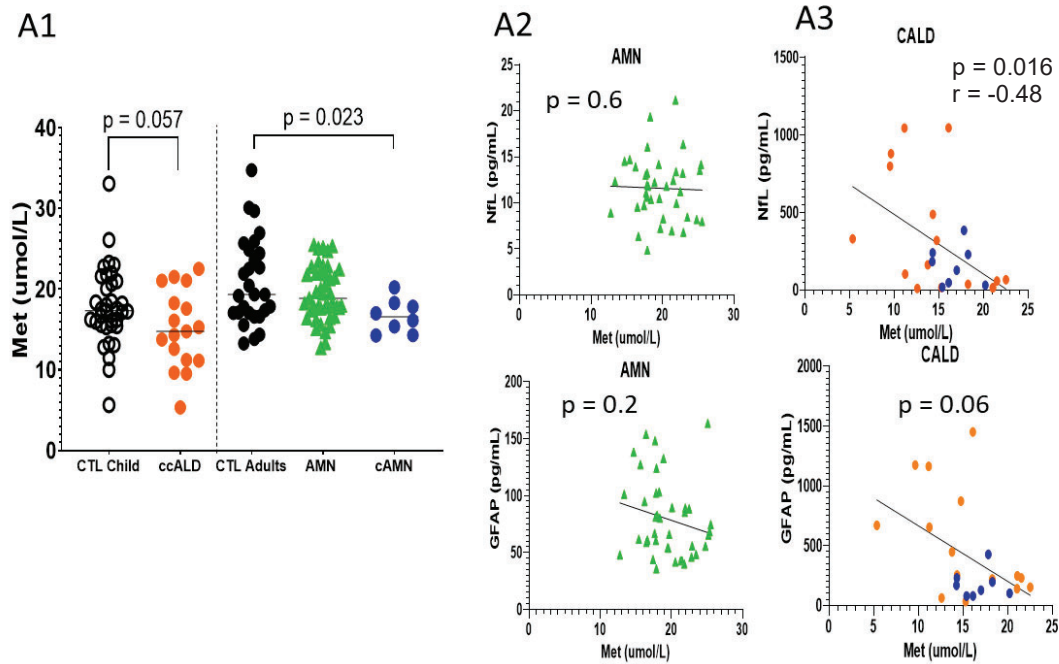 A1
p = 0.057
p = 0.023
Met (umol/L)
40
30
20
10
0
CTL Child
ccALD
CTL Adults
AMN
cAMN
A2
AMN
p = 0.6
NfL (pg/mL)
25
20
15
10
5
0
0
5
10
15
20
25
30
Met (umol/L)
AMN
p = 0.2
GFAP (pg/mL)
200
150
100
50
0
0
10
20
30
Met (umol/L)
A3
CALD
p = 0.016
r = -0.48
NfL (pg/mL)
1500
1000
500
0
0
5
10
15
20
25
Met (umol/L)
CALD
p = 0.06
GFAP (pg/mL)
2000
1500
1000
500
0
0
5
10
15
20
25
Met (umol/L)